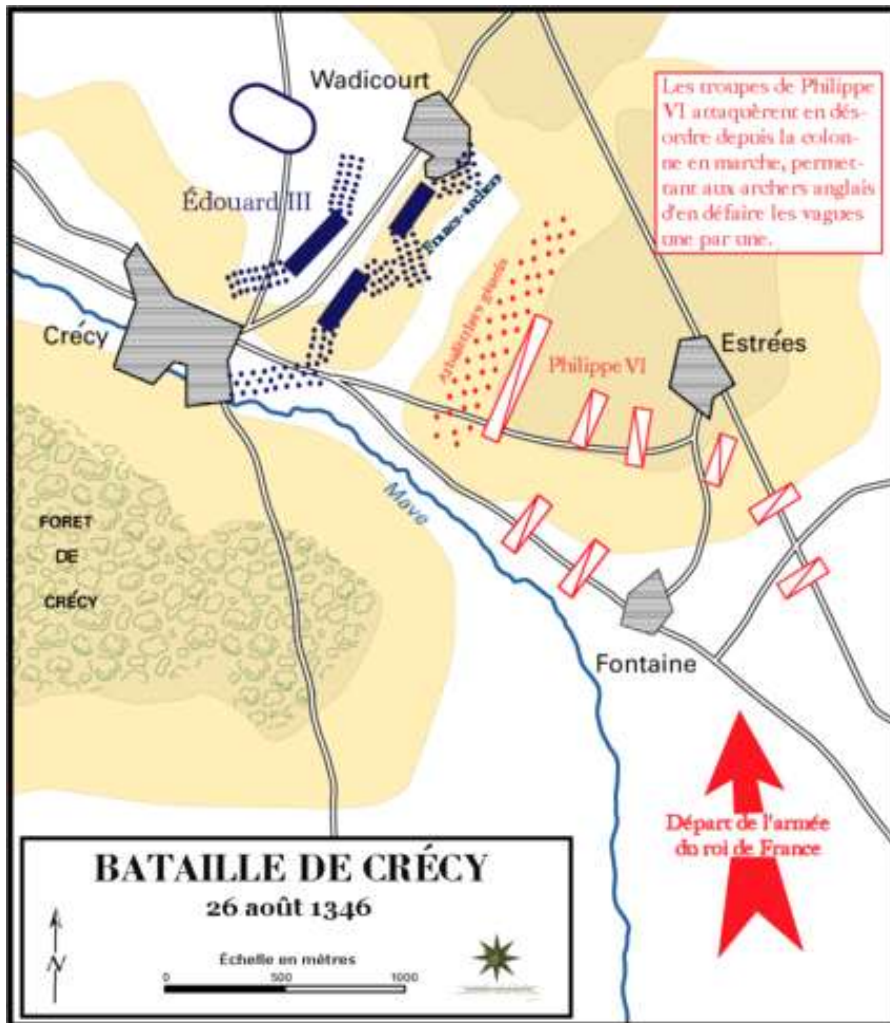 Wadicourt
Les troupes de Philippe
VI attaquèrent en dés-
ordre depuis la colon-
ne en marche, permet-
tant aux archers anglais
d'en défaire les vagues
une par une.
Édouard III
Francs-archers
Arbalétriers génois
Crécy
Philippe VI
Estrées
Maye
FORET
DE
CRÉCY
Fontaine
Départ de l'armée
du roi de France
BATAILLE DE CRÉCY
26 août 1346
N
Échelle en mètres
0 500 1000